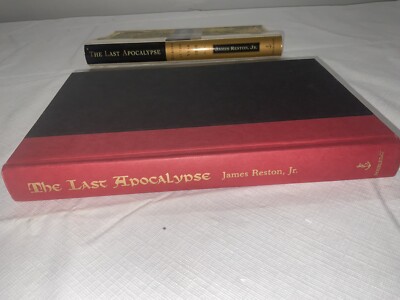 THE LAST APOCALYPSE JAMES RESTON, JR.
The Last Apocalypse James Reston, Jr.